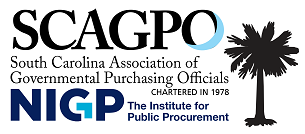 SCAGPO
South Carolina Association of
Governmental Purchasing Officials
CHARTERED IN 1978
NIGP The Institute for
Public Procurement